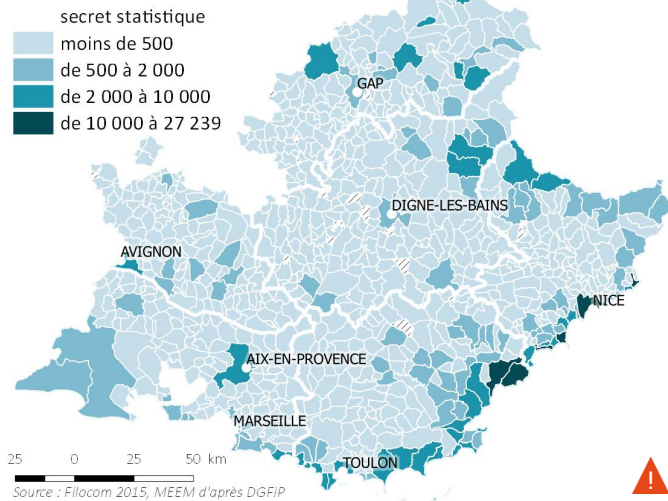 secret statistique
moins de 500
de 500 à 2 000
de 2 000 à 10 000
de 10 000 à 27 239
GAP
DIGNE-LES-BAINS
AVIGNON
NICE
AIX-EN-PROVENCE
MARSEILLE
TOULON
25 0 25 50 km
Source : Filocom 2015, MEEM d'après DGFiP
!